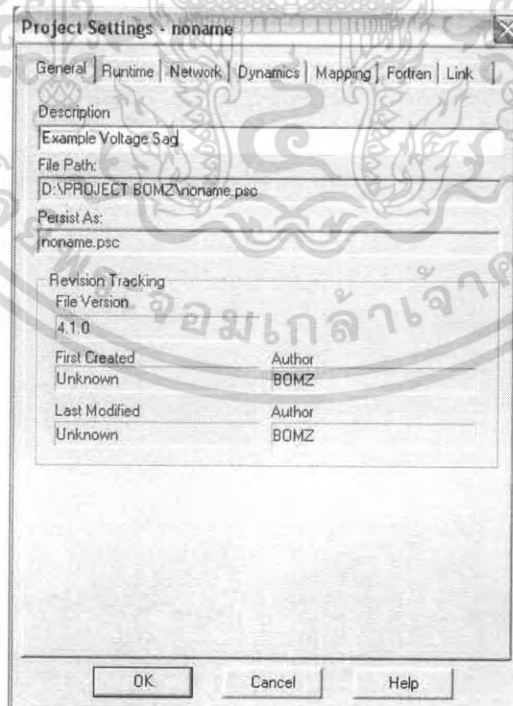 Project Settings - noname
General Runtime Network Dynamics Mapping Fortran Link
Description
Example Voltage Sag
File Path:
D:\PROJECT BOMZ\noname.psc
Persist As:
noname.psc
Revision Tracking
File Version
4.1.0
First Created Author
Unknown BOMZ
Last Modified Author
Unknown BOMZ
OK Cancel Help